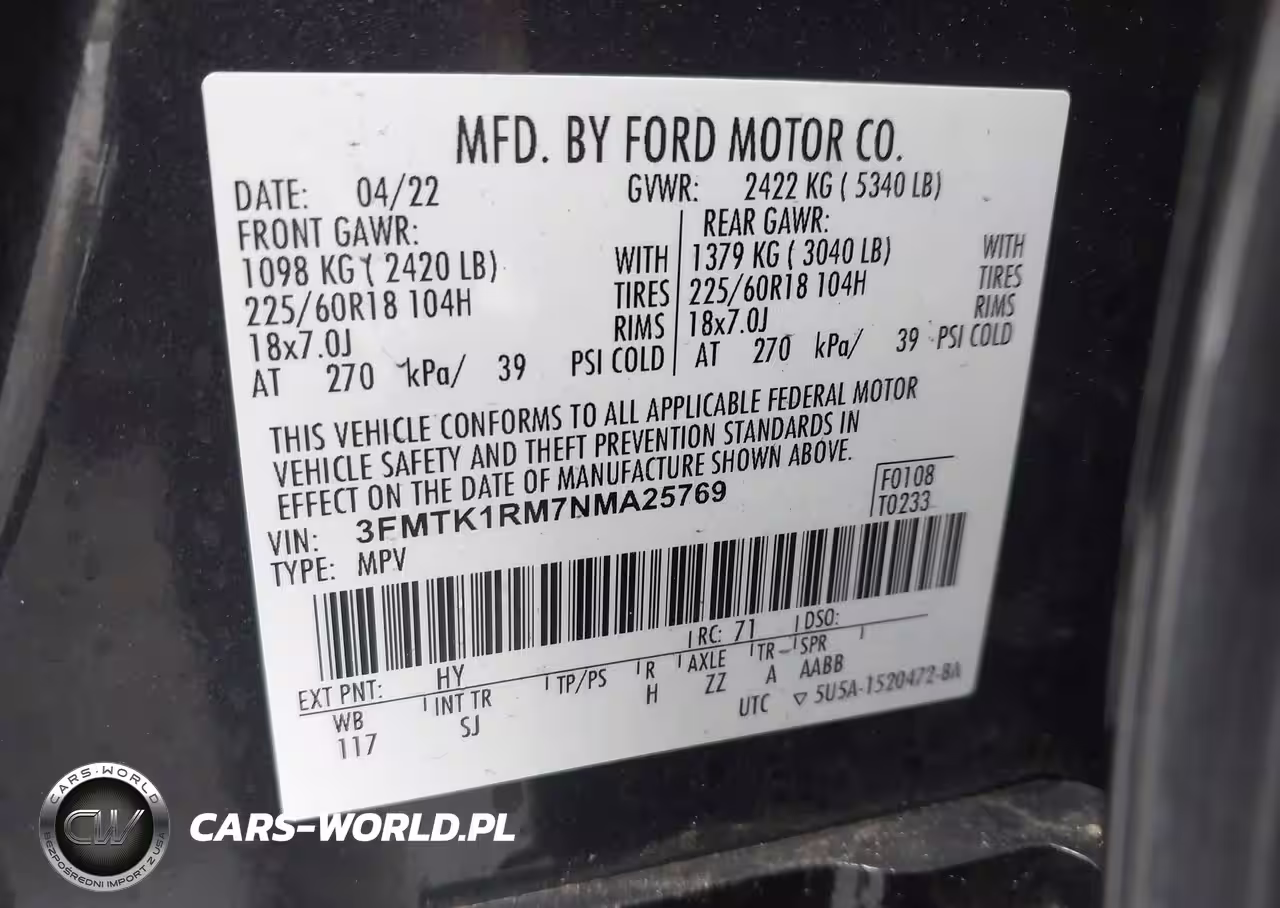 MFD. BY FORD MOTOR CO.
DATE: 04/22 GVWR: 2422 KG ( 5340 LB)
FRONT GAWR: REAR GAWR:
1098 KG ( 2420 LB) WITH 1379 KG ( 3040 LB) WITH
225/60R18 104H TIRES 225/60R18 104H TIRES
18x7.0J RIMS 18x7.0J RIMS
AT 270 kPa/ 39 PSI COLD AT 270 kPa/ 39 PSI COLD
THIS VEHICLE CONFORMS TO ALL APPLICABLE FEDERAL MOTOR
VEHICLE SAFETY AND THEFT PREVENTION STANDARDS IN
EFFECT ON THE DATE OF MANUFACTURE SHOWN ABOVE.
F0108
VIN: 3FMTK1RM7NMA25769 T0233
TYPE: MPV
EXT PNT: HY RC: 71 DSO:
WB INT TR TP/PS R AXLE TR SPR
117 SJ H ZZ A AABB
UTC ▽ 5U5A-1520472-BA
CARS-WORLD
CW
BEZPOŚREDNI IMPORT Z USA
CARS-WORLD.PL